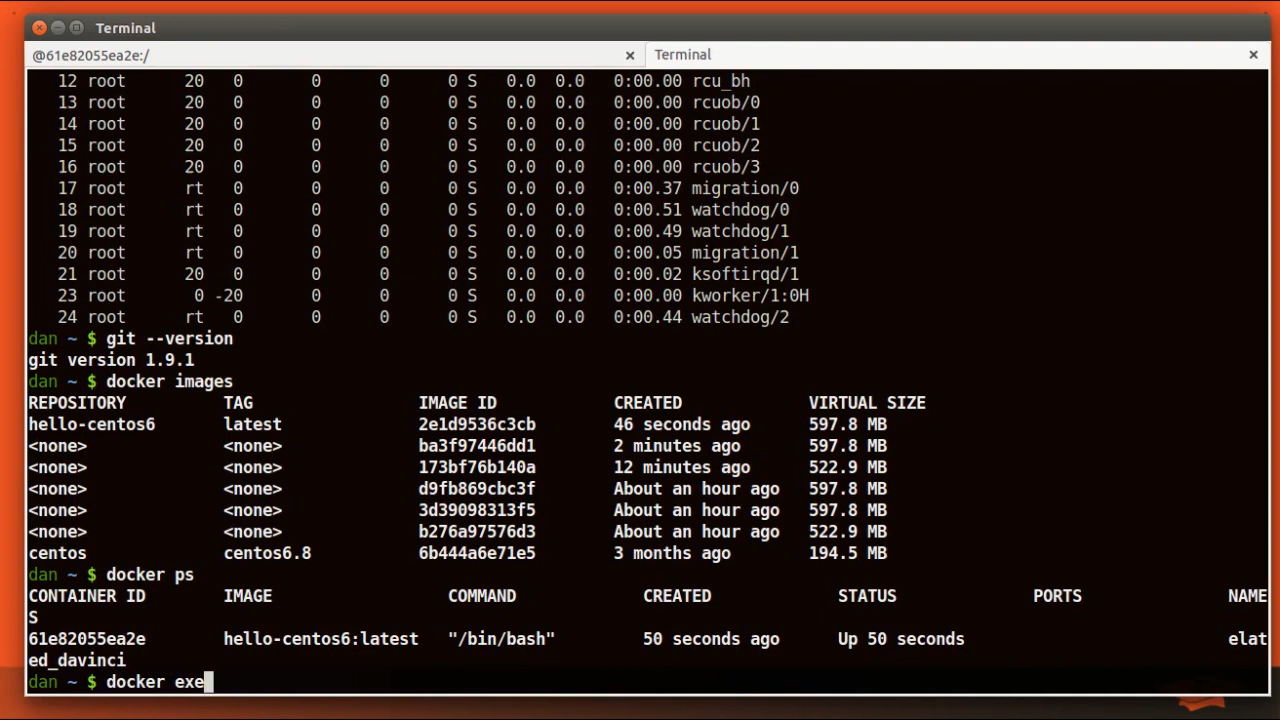 Terminal
@61e82055ea2e:/ Terminal
12 root 20 0 0 0 0 S 0.0 0.0 0:00.00 rcu_bh
13 root 20 0 0 0 0 S 0.0 0.0 0:00.00 rcuob/0
14 root 20 0 0 0 0 S 0.0 0.0 0:00.00 rcuob/1
15 root 20 0 0 0 0 S 0.0 0.0 0:00.00 rcuob/2
16 root 20 0 0 0 0 S 0.0 0.0 0:00.00 rcuob/3
17 root rt 0 0 0 0 S 0.0 0.0 0:00.37 migration/0
18 root rt 0 0 0 0 S 0.0 0.0 0:00.51 watchdog/0
19 root rt 0 0 0 0 S 0.0 0.0 0:00.49 watchdog/1
20 root rt 0 0 0 0 S 0.0 0.0 0:00.05 migration/1
21 root 20 0 0 0 0 S 0.0 0.0 0:00.02 ksoftirqd/1
23 root 0 -20 0 0 0 S 0.0 0.0 0:00.00 kworker/1:0H
24 root rt 0 0 0 0 S 0.0 0.0 0:00.44 watchdog/2
dan ~ $ git --version
git version 1.9.1
dan ~ $ docker images
REPOSITORY TAG IMAGE ID CREATED VIRTUAL SIZE
hello-centos6 latest 2e1d9536c3cb 46 seconds ago 597.8 MB
<none> <none> ba3f97446dd1 2 minutes ago 597.8 MB
<none> <none> 173bf76b140a 12 minutes ago 522.9 MB
<none> <none> d9fb869cbc3f About an hour ago 597.8 MB
<none> <none> 3d39098313f5 About an hour ago 597.8 MB
<none> <none> b276a97576d3 About an hour ago 522.9 MB
centos centos6.8 6b444a6e71e5 3 months ago 194.5 MB
dan ~ $ docker ps
CONTAINER ID IMAGE COMMAND CREATED STATUS PORTS NAME
S
61e82055ea2e hello-centos6:latest "/bin/bash" 50 seconds ago Up 50 seconds elat
ed_davinci
dan ~ $ docker exe